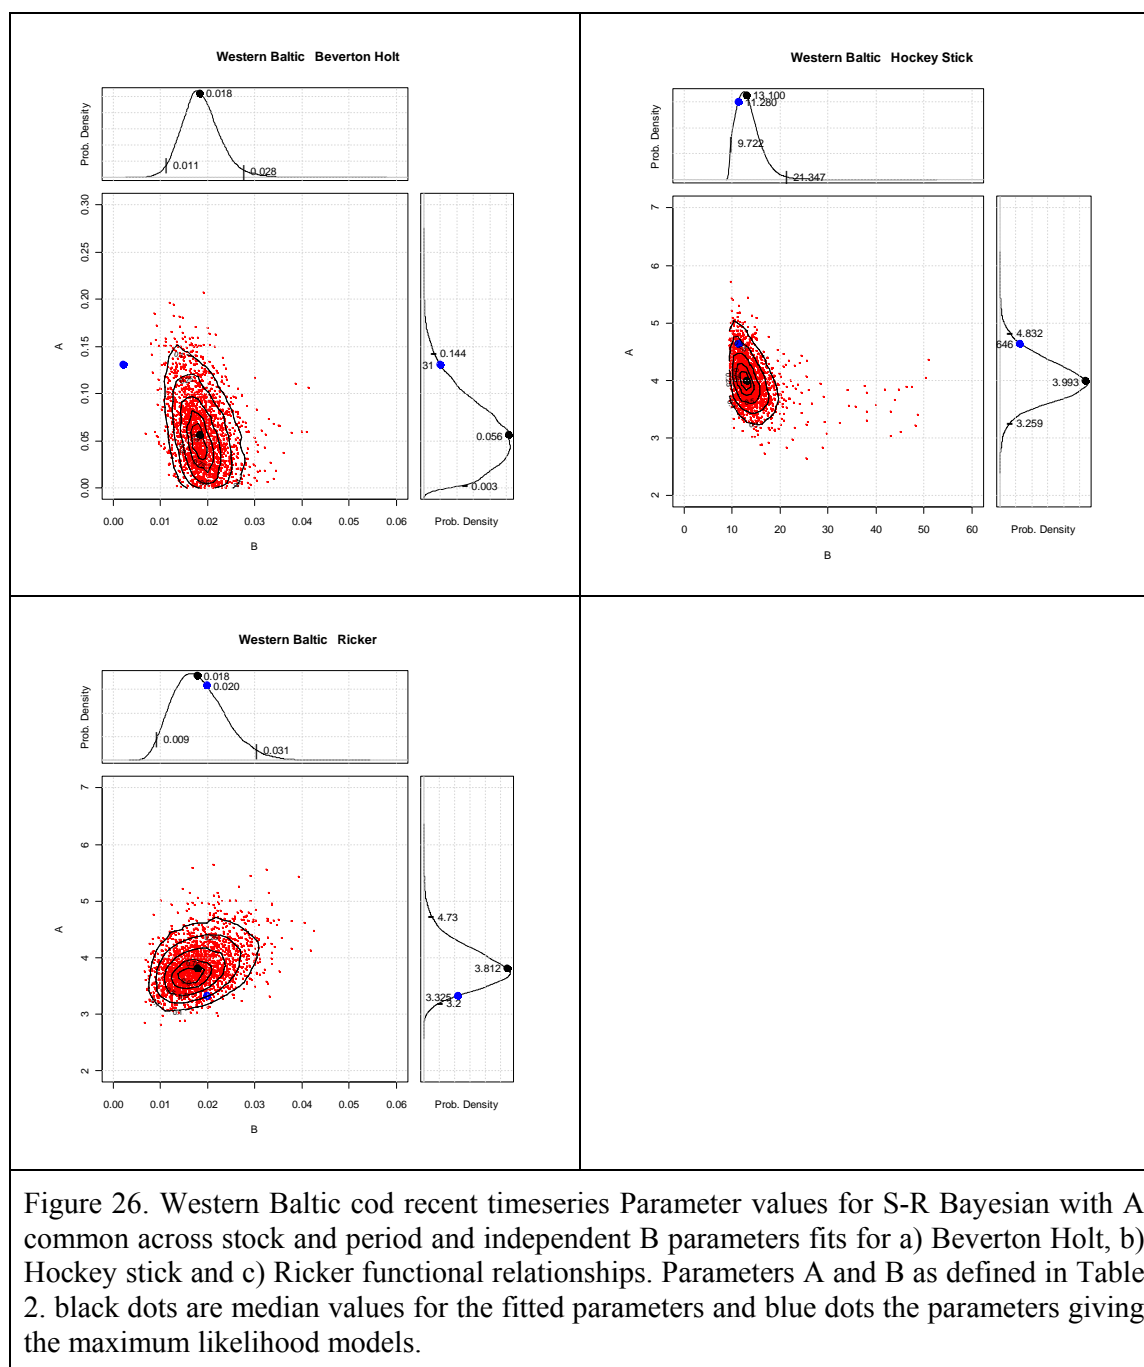 Western Baltic Beverton Holt
Prob. Density
0.018
0.011
0.028
A
0.30
0.25
0.20
0.15
0.10
0.05
0.00
0.144
31
0.056
0.003
0.00 0.01 0.02 0.03 0.04 0.05 0.06
B
Prob. Density
Western Baltic Hockey Stick
Prob. Density
13.100
11.280
9.722
21.347
A
7
6
5
4
3
2
4.832
646
3.993
3.259
0 10 20 30 40 50 60
B
Prob. Density
Western Baltic Ricker
Prob. Density
0.018
0.020
0.009
0.031
A
7
6
5
4
3
2
4.73
3.812
3.325
3.2
0.00 0.01 0.02 0.03 0.04 0.05 0.06
B
Prob. Density
Figure 26. Western Baltic cod recent timeseries Parameter values for S-R Bayesian with A
common across stock and period and independent B parameters fits for a) Beverton Holt, b)
Hockey stick and c) Ricker functional relationships. Parameters A and B as defined in Table
2. black dots are median values for the fitted parameters and blue dots the parameters giving
the maximum likelihood models.